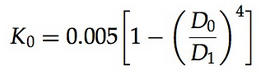 K₀ = 0.005[1 − (D₀/D₁)⁴]